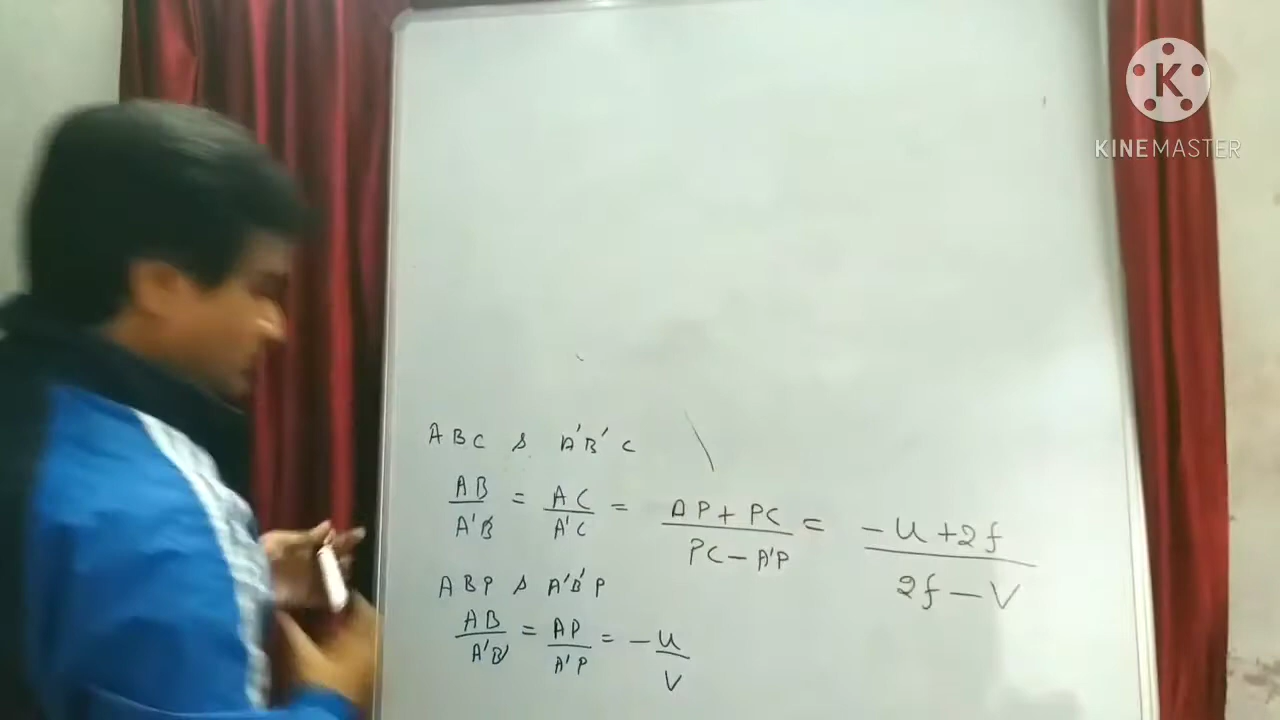 K
KINEMASTER
ABC & A'B'C
AB/A'B' = AC/A'C = AP+PC/PC-A'P = -u+2f/2f-V
ABP & A'B'P
AB/A'B' = AP/A'P = -u/V